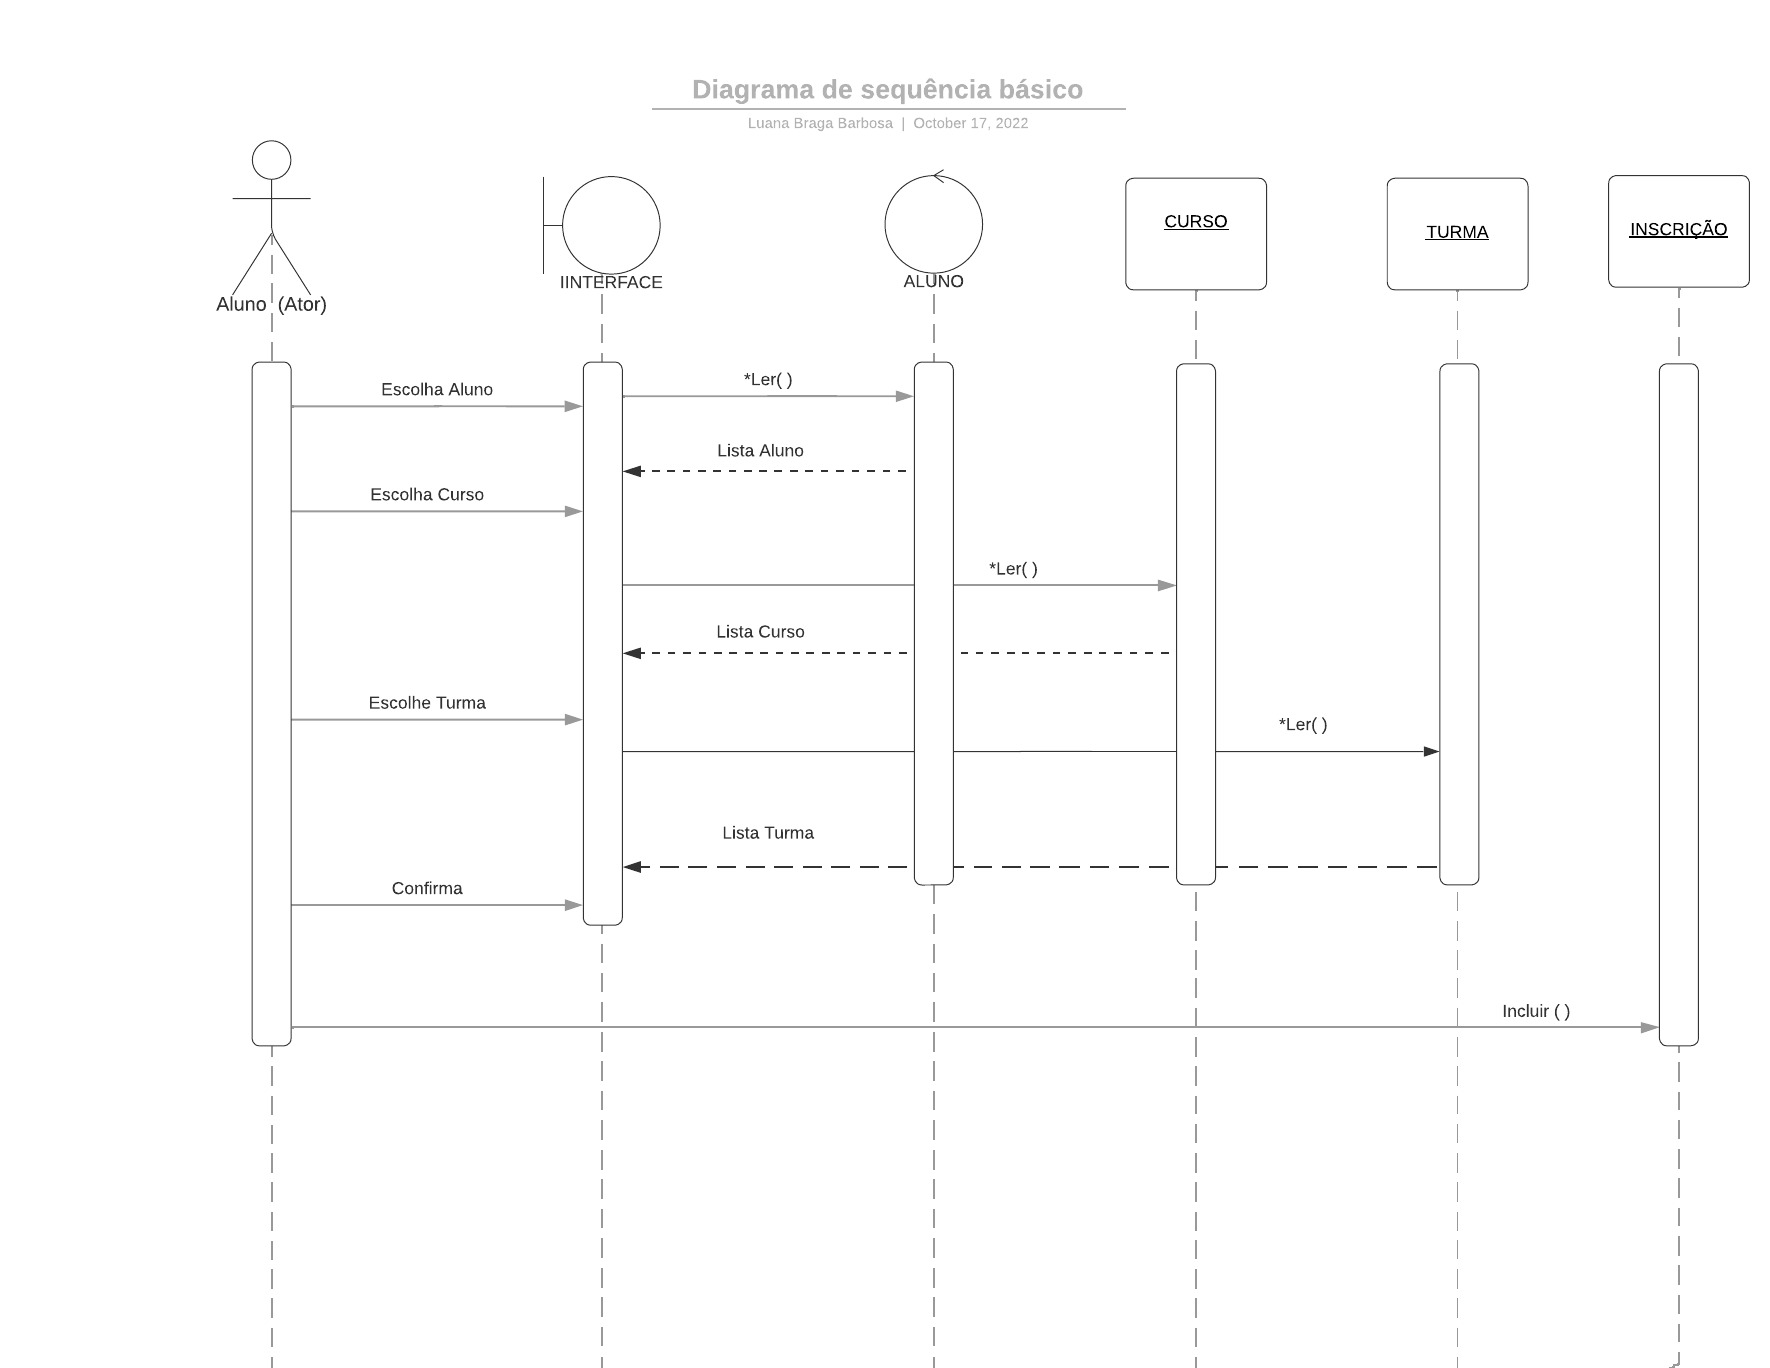 Diagrama de sequência básico
Luana Braga Barbosa | October 17, 2022
CURSO
TURMA
INSCRIÇÃO
IINTERFACE
ALUNO
Aluno (Ator)
*Ler( )
Escolha Aluno
Lista Aluno
Escolha Curso
*Ler( )
Lista Curso
Escolhe Turma
*Ler( )
Lista Turma
Confirma
Incluir ( )